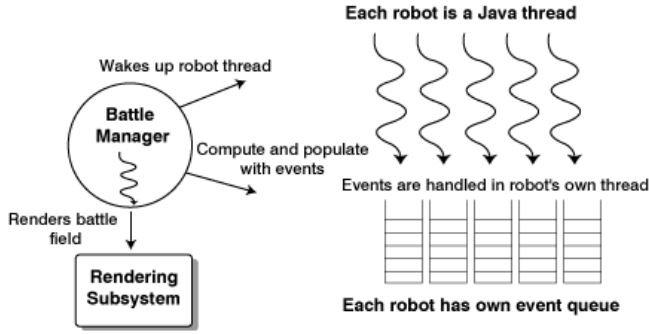 Each robot is a Java thread
Wakes up robot thread
Battle
Manager
Compute and populate
with events
Events are handled in robot's own thread
Renders battle
field
Rendering
Subsystem
Each robot has own event queue